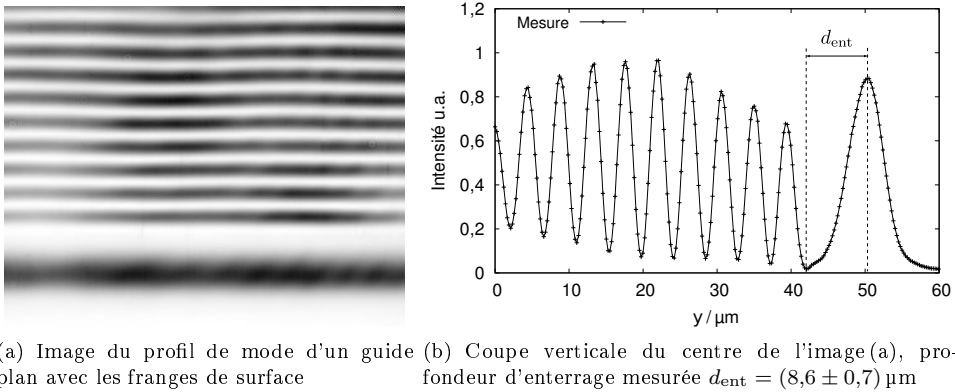 1,2
1
0,8
0,6
0,4
0,2
0
Intensité u.a.
Mesure
d_ent
0 10 20 30 40 50 60
y / µm
(a) Image du profil de mode d'un guide
plan avec les franges de surface
(b) Coupe verticale du centre de l'image (a), pro-
fondeur d'enterrage mesurée d_ent = (8,6 ± 0,7) µm